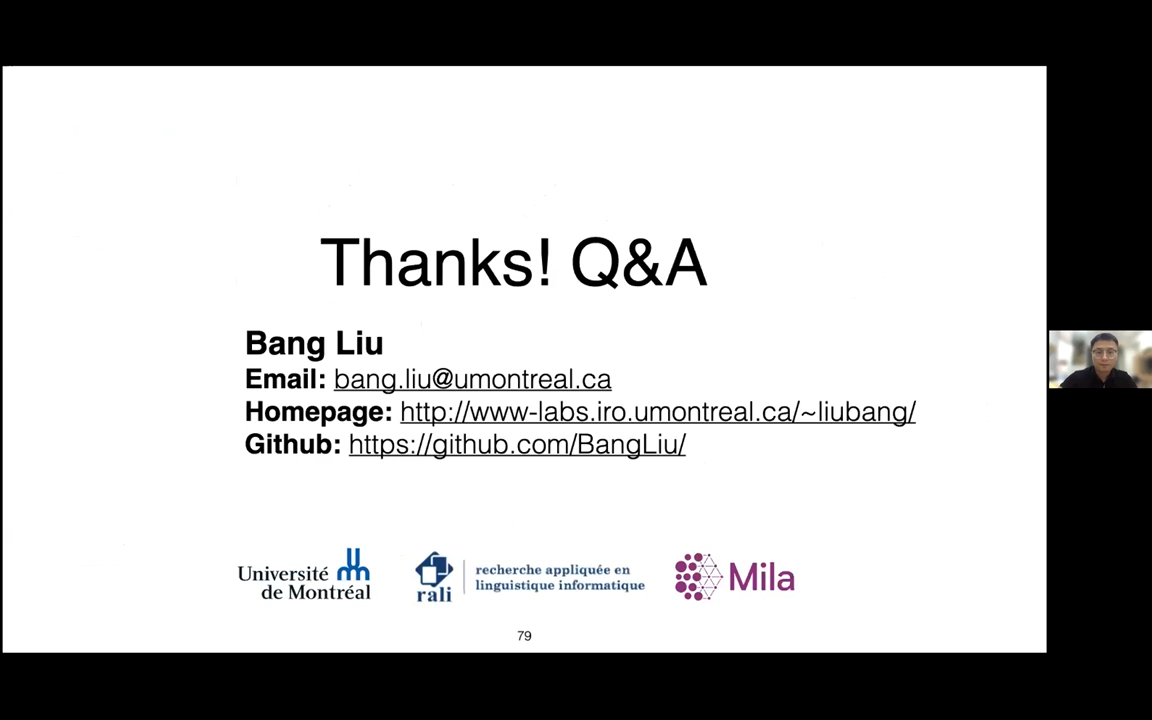 Thanks! Q&A
Bang Liu
Email: bang.liu@umontreal.ca
Homepage: http://www-labs.iro.umontreal.ca/~liubang/
Github: https://github.com/BangLiu/
Université
de Montréal
rali
recherche appliquée en
linguistique informatique
Mila
79